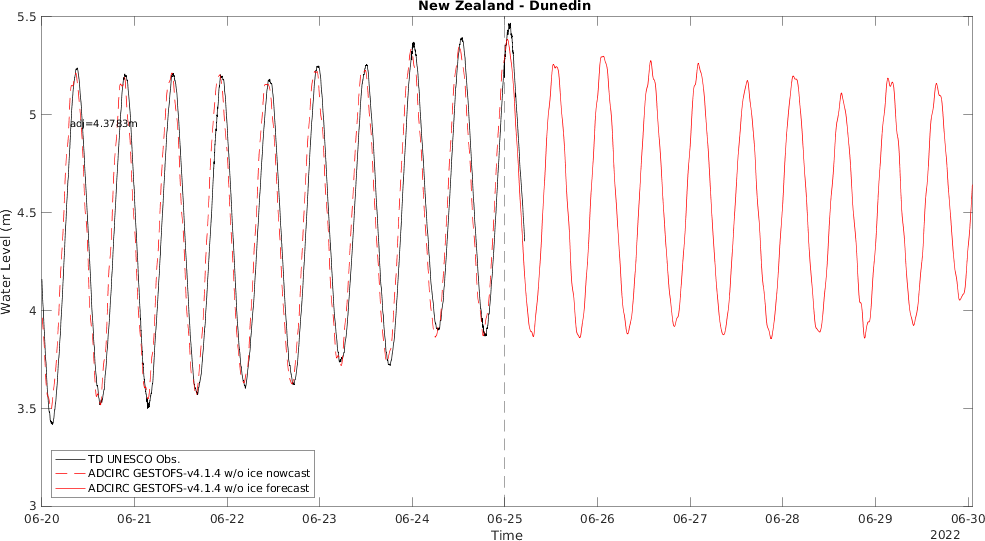 New Zealand - Dunedin
Water Level (m)
5.5
5
4.5
4
3.5
3
adj=4.3783m
TD UNESCO Obs.
ADCIRC GESTOFS-v4.1.4 w/o ice nowcast
ADCIRC GESTOFS-v4.1.4 w/o ice forecast
06-20 06-21 06-22 06-23 06-24 06-25 06-26 06-27 06-28 06-29 06-30
Time
2022